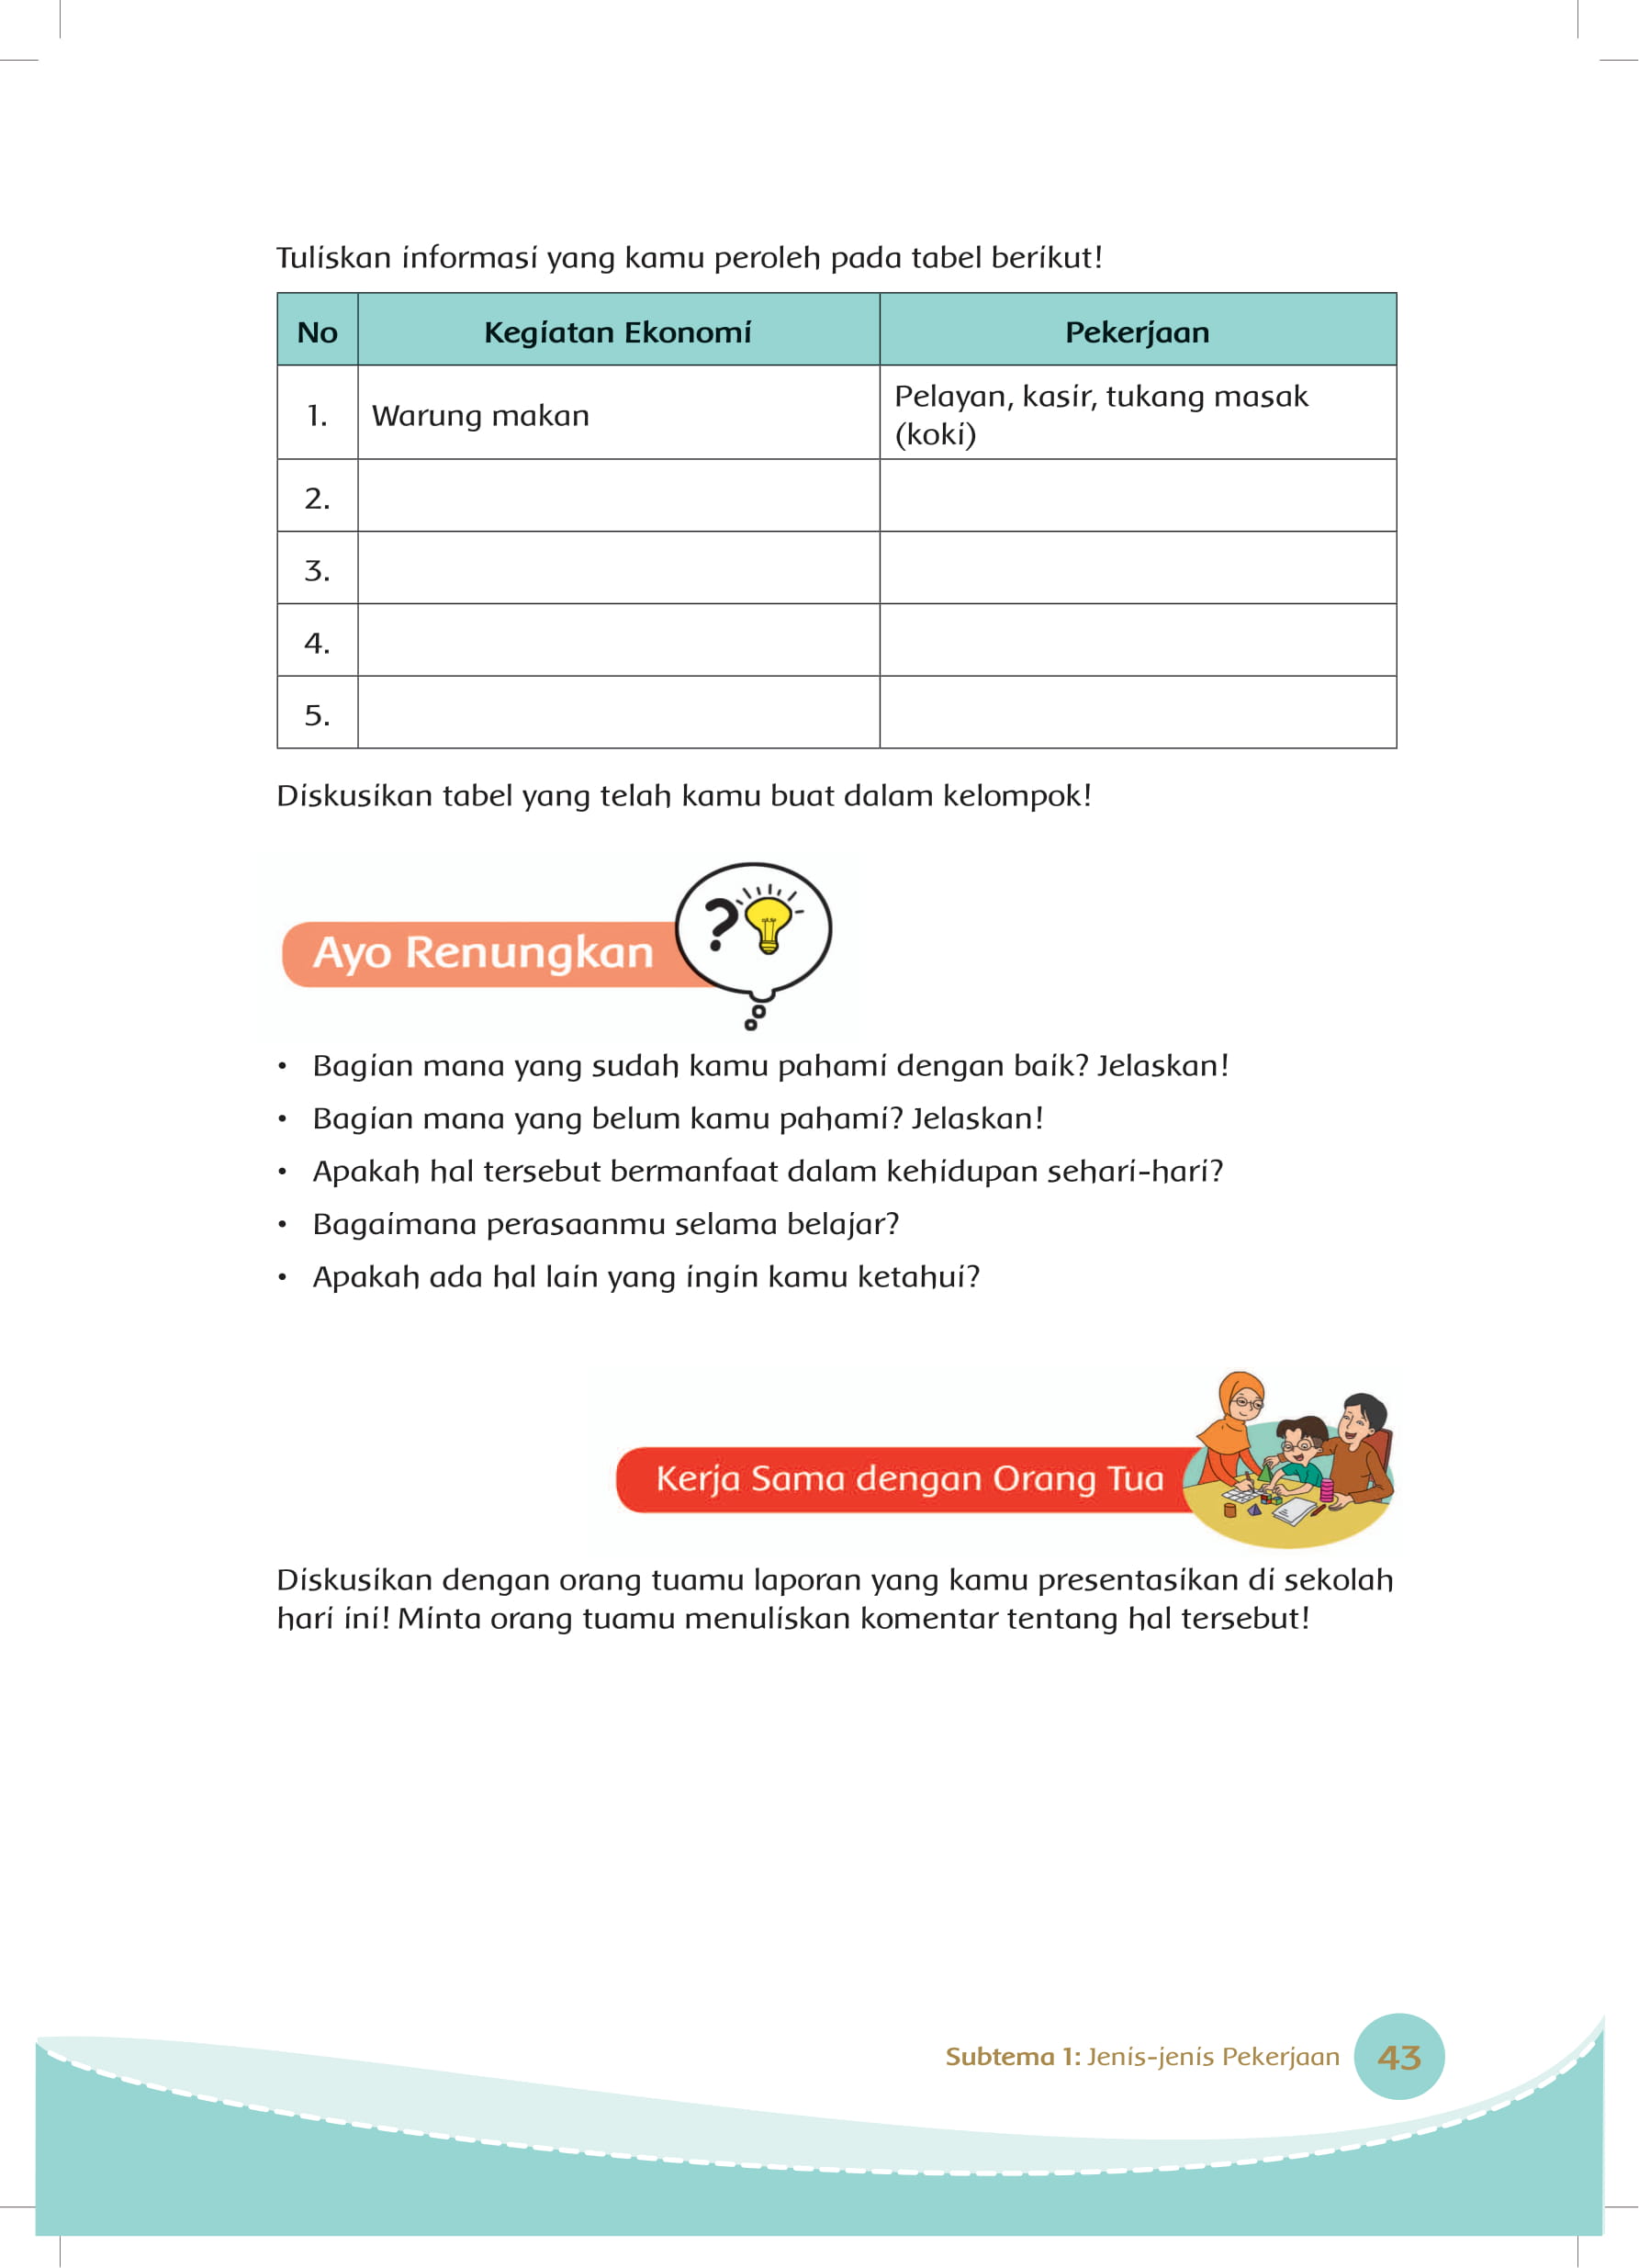 Tuliskan informasi yang kamu peroleh pada tabel berikut!
No Kegiatan Ekonomi Pekerjaan
1. Warung makan Pelayan, kasir, tukang masak
(koki)
2.
3.
4.
5.
Diskusikan tabel yang telah kamu buat dalam kelompok!
?
Ayo Renungkan
• Bagian mana yang sudah kamu pahami dengan baik? Jelaskan!
• Bagian mana yang belum kamu pahami? Jelaskan!
• Apakah hal tersebut bermanfaat dalam kehidupan sehari-hari?
• Bagaimana perasaanmu selama belajar?
• Apakah ada hal lain yang ingin kamu ketahui?
Kerja Sama dengan Orang Tua
Diskusikan dengan orang tuamu laporan yang kamu presentasikan di sekolah
hari ini! Minta orang tuamu menuliskan komentar tentang hal tersebut!
Subtema 1: Jenis-jenis Pekerjaan 43